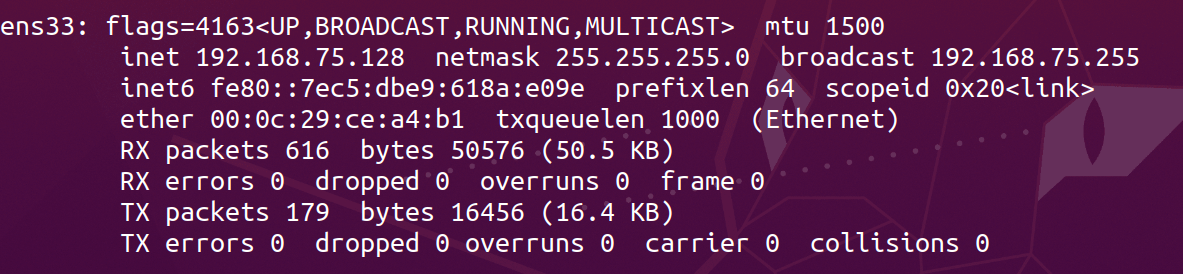 ens33: flags=4163<UP,BROADCAST,RUNNING,MULTICAST>  mtu 1500
        inet 192.168.75.128  netmask 255.255.255.0  broadcast 192.168.75.255
        inet6 fe80::7ec5:dbe9:618a:e09e  prefixlen 64  scopeid 0x20<link>
        ether 00:0c:29:ce:a4:b1  txqueuelen 1000  (Ethernet)
        RX packets 616  bytes 50576 (50.5 KB)
        RX errors 0  dropped 0  overruns 0  frame 0
        TX packets 179  bytes 16456 (16.4 KB)
        TX errors 0  dropped 0 overruns 0  carrier 0  collisions 0